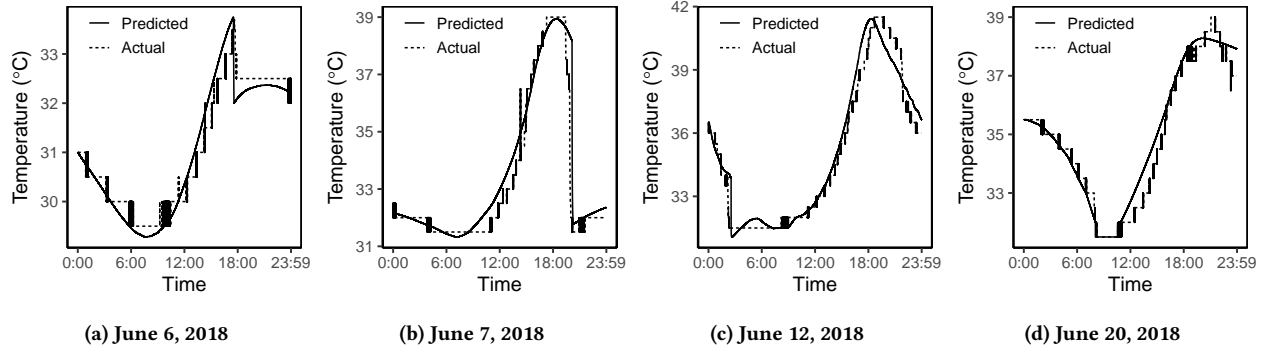 Predicted
Actual
33
32
31
30
Temperature (°C)
0:00 6:00 12:00 18:00 23:59
Time
(a) June 6, 2018
39
37
35
33
31
Temperature (°C)
Predicted
Actual
0:00 6:00 12:00 18:00 23:59
Time
(b) June 7, 2018
42
39
36
33
Temperature (°C)
Predicted
Actual
0:00 6:00 12:00 18:00 23:59
Time
(c) June 12, 2018
39
37
35
33
Temperature (°C)
Predicted
Actual
0:00 6:00 12:00 18:00 23:59
Time
(d) June 20, 2018